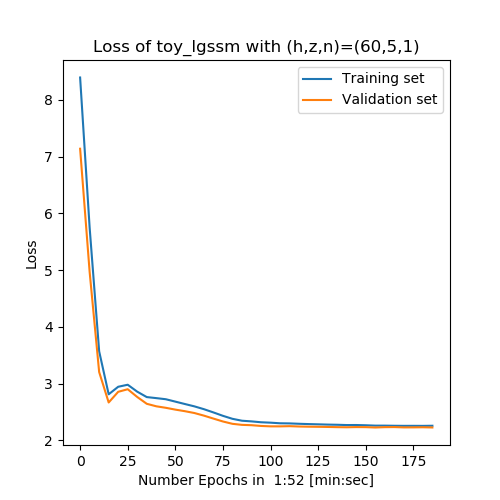 Loss of toy_lgssm with (h,z,n)=(60,5,1)
Training set
Validation set
Loss
8
7
6
5
4
3
2
0 25 50 75 100 125 150 175
Number Epochs in  1:52 [min:sec]